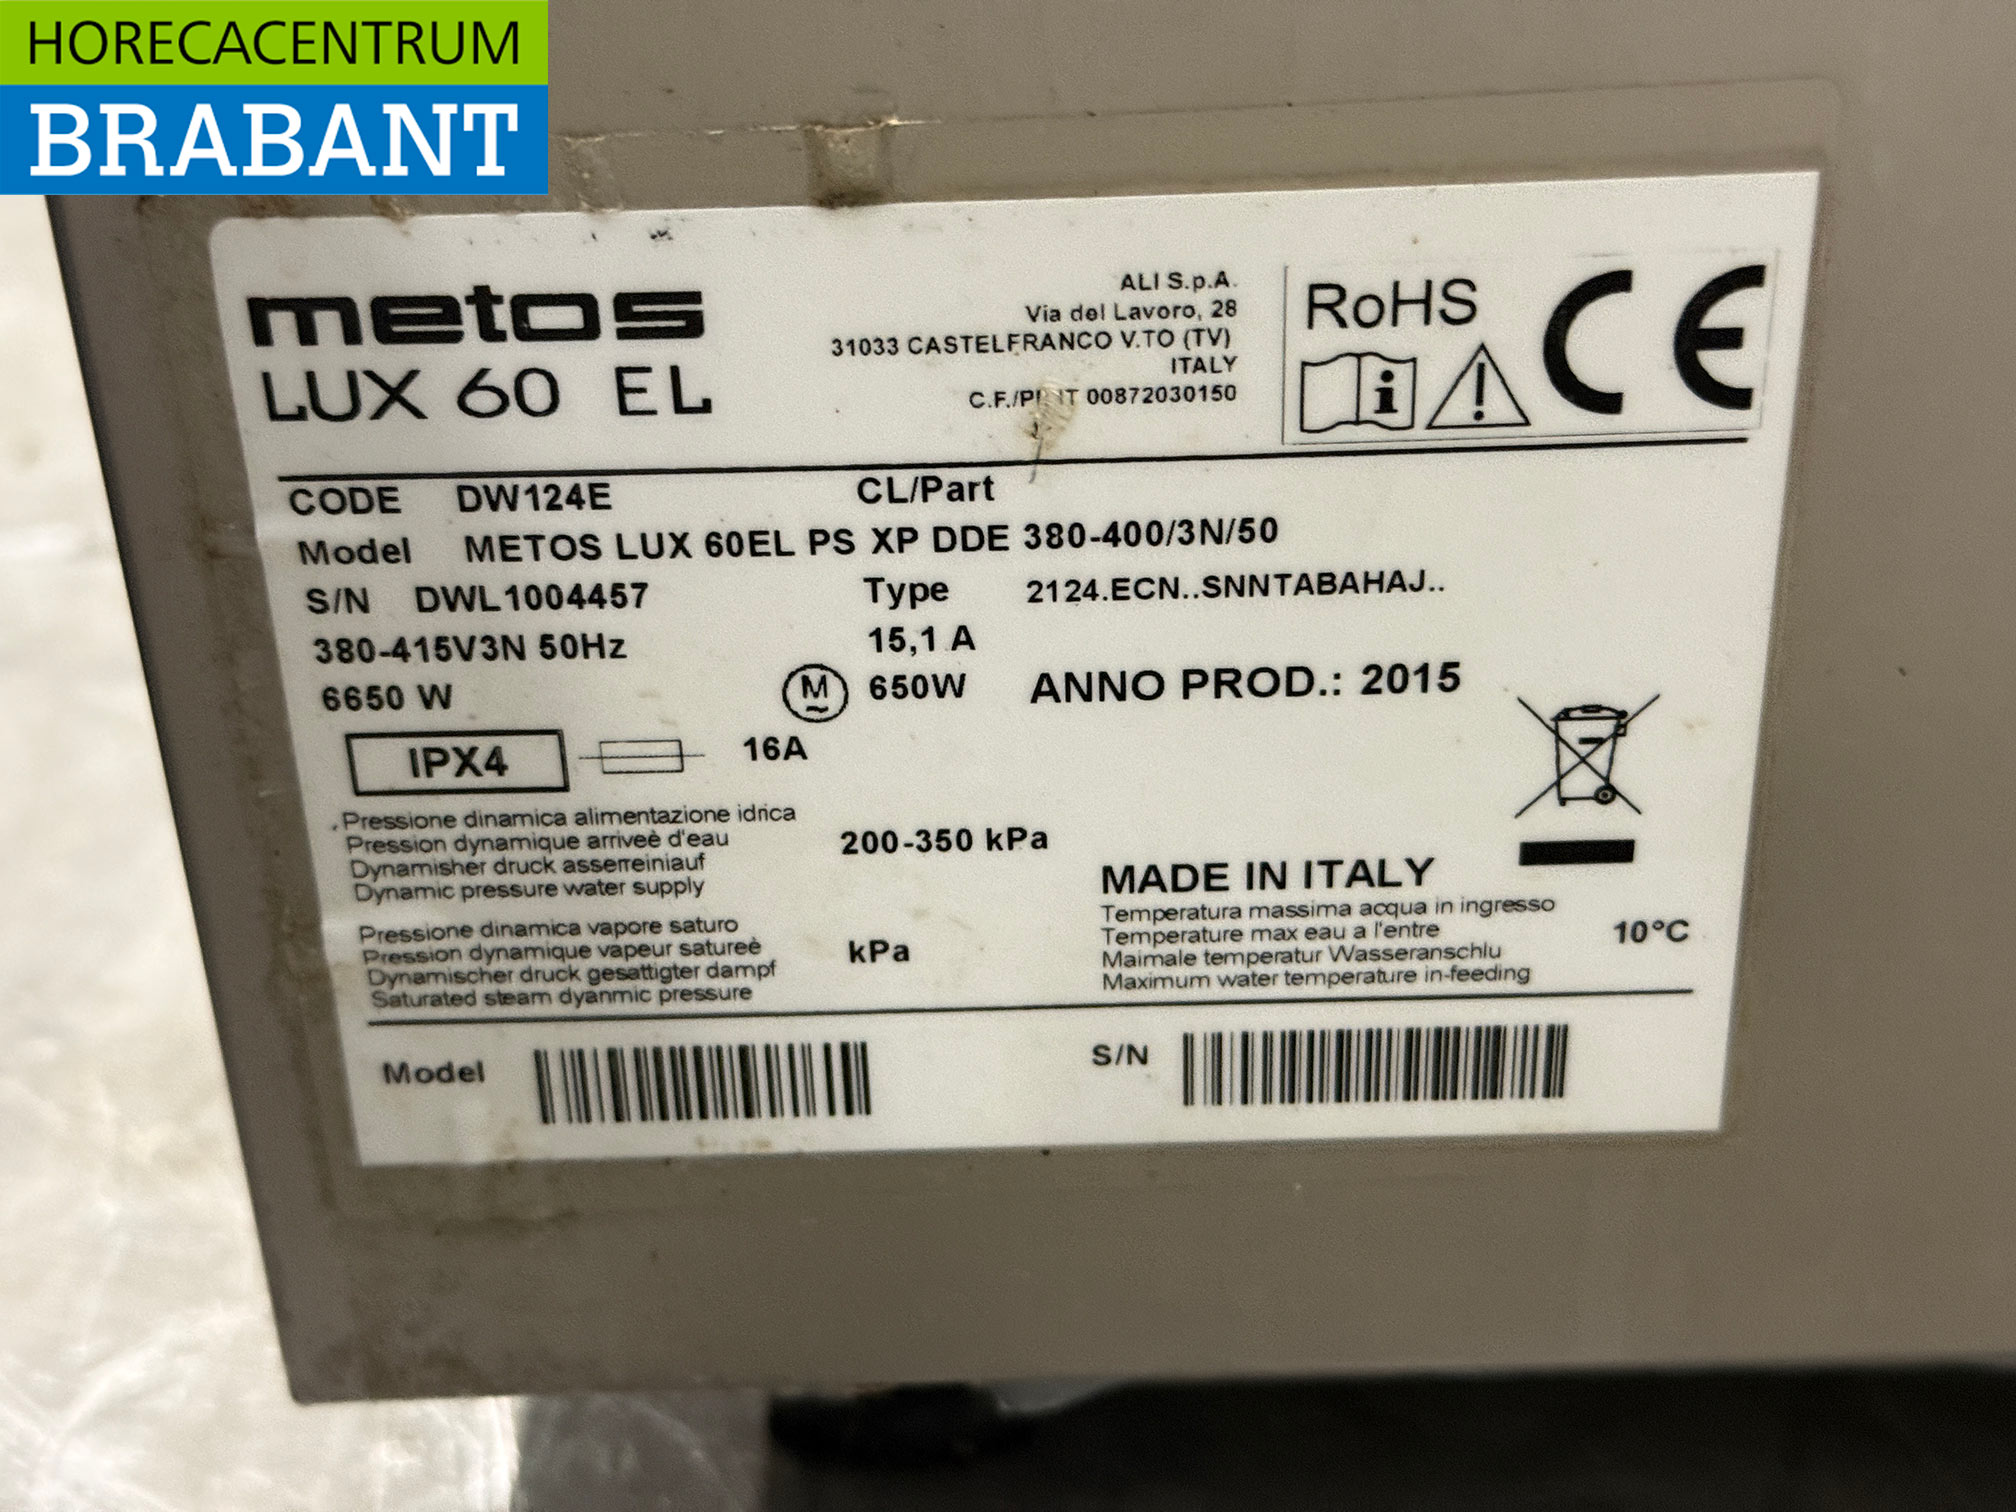 HORECACENTRUM
BRABANT
metos
LUX 60 EL
ALI S.p.A.
Via del Lavoro, 28
31033 CASTELFRANCO V.TO (TV)
ITALY
C.F./PI IT 00872030150
RoHS
CE
CODE DW124E CL/Part
Model METOS LUX 60EL PS XP DDE 380-400/3N/50
S/N DWL1004457 Type 2124.ECN..SNNTABAHAJ..
380-415V3N 50Hz 15,1 A
6650 W M 650W ANNO PROD.: 2015
IPX4 16A
Pressione dinamica alimentazione idrica
Pression dynamique arriveè d'eau
Dynamisher druck asserreiniauf
Dynamic pressure water supply
200-350 kPa
Pressione dinamica vapore saturo
Pression dynamique vapeur satureè
Dynamischer druck gesattigter dampf
Saturated steam dyanmic pressure
kPa
MADE IN ITALY
Temperatura massima acqua in ingresso
Temperature max eau a l'entre
Maimale temperatur Wasseranschlu
Maximum water temperature in-feeding
10°C
Model
S/N